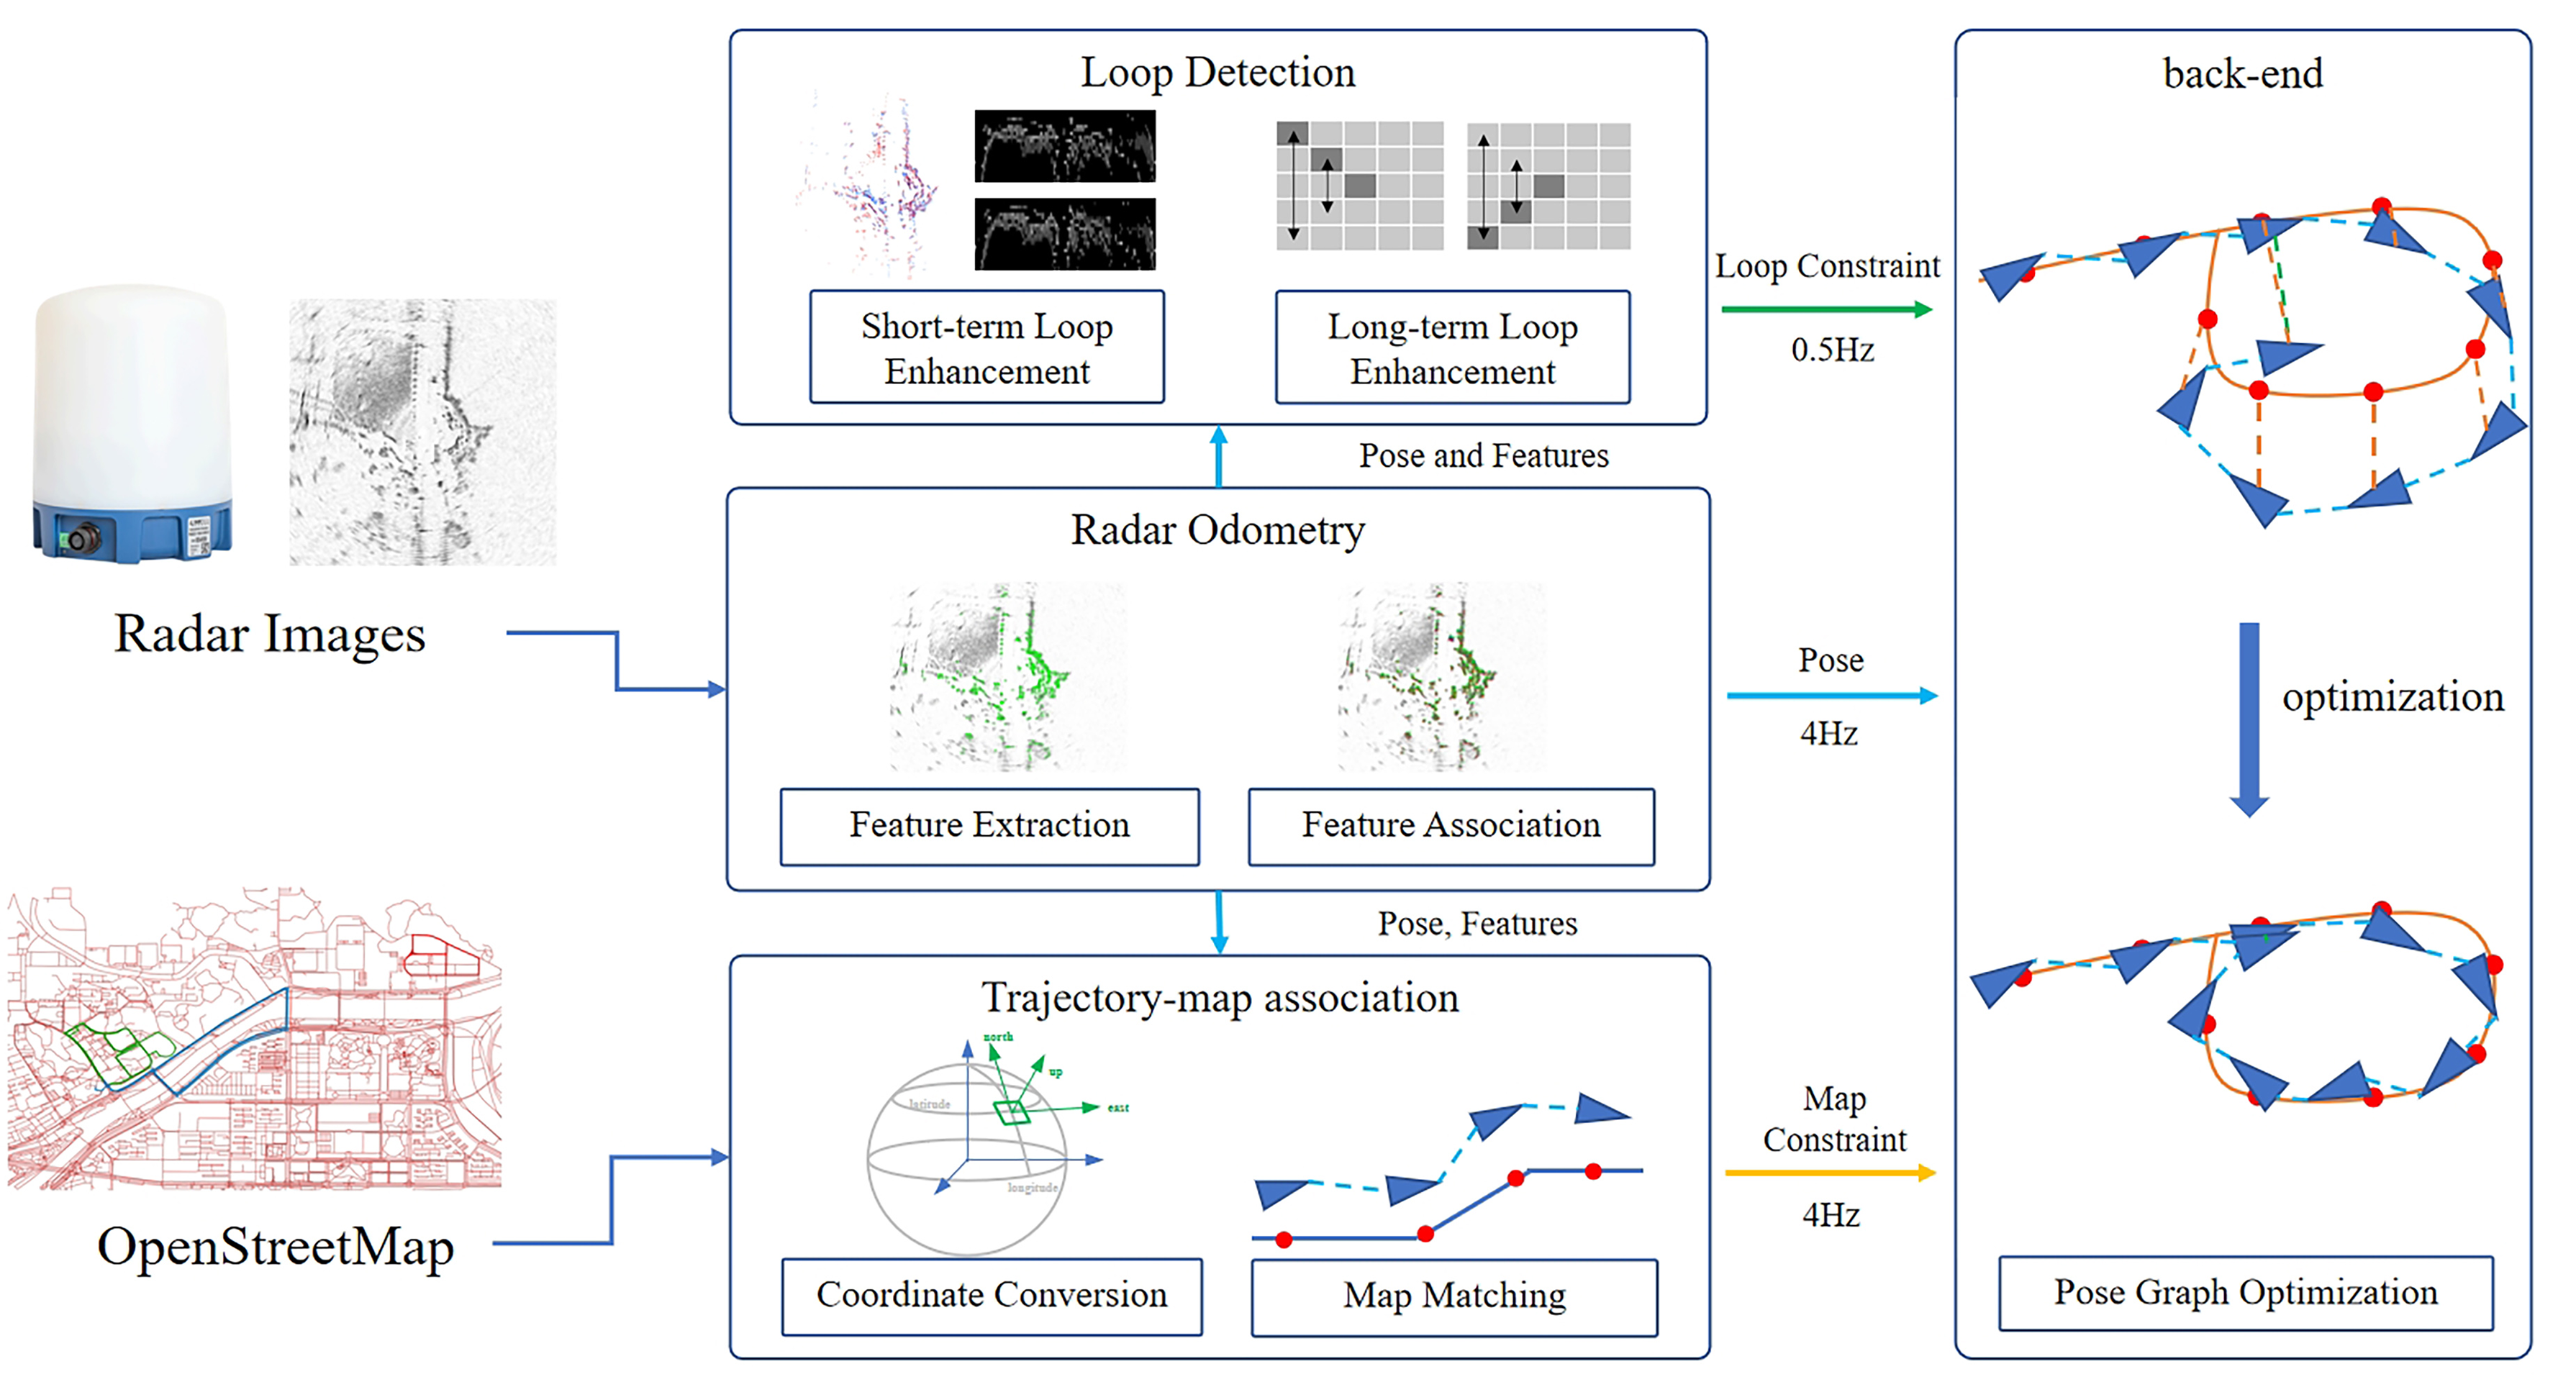 Radar Images
OpenStreetMap
Loop Detection
Short-term Loop
Enhancement
Long-term Loop
Enhancement
Pose and Features
Radar Odometry
Feature Extraction
Feature Association
Pose, Features
Trajectory-map association
north
up
east
latitude
longitude
Coordinate Conversion
Map Matching
Loop Constraint
0.5Hz
Pose
4Hz
Map
Constraint
4Hz
back-end
optimization
Pose Graph Optimization